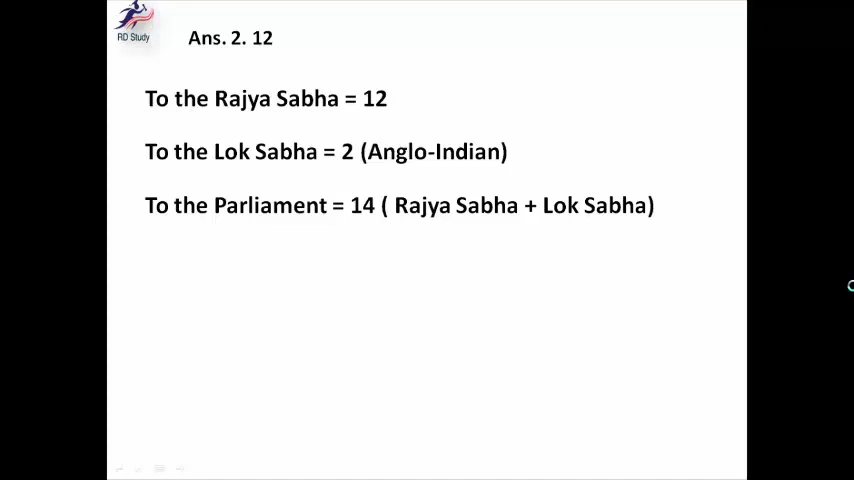 RD Study
Ans. 2. 12
To the Rajya Sabha = 12
To the Lok Sabha = 2 (Anglo-Indian)
To the Parliament = 14 ( Rajya Sabha + Lok Sabha)